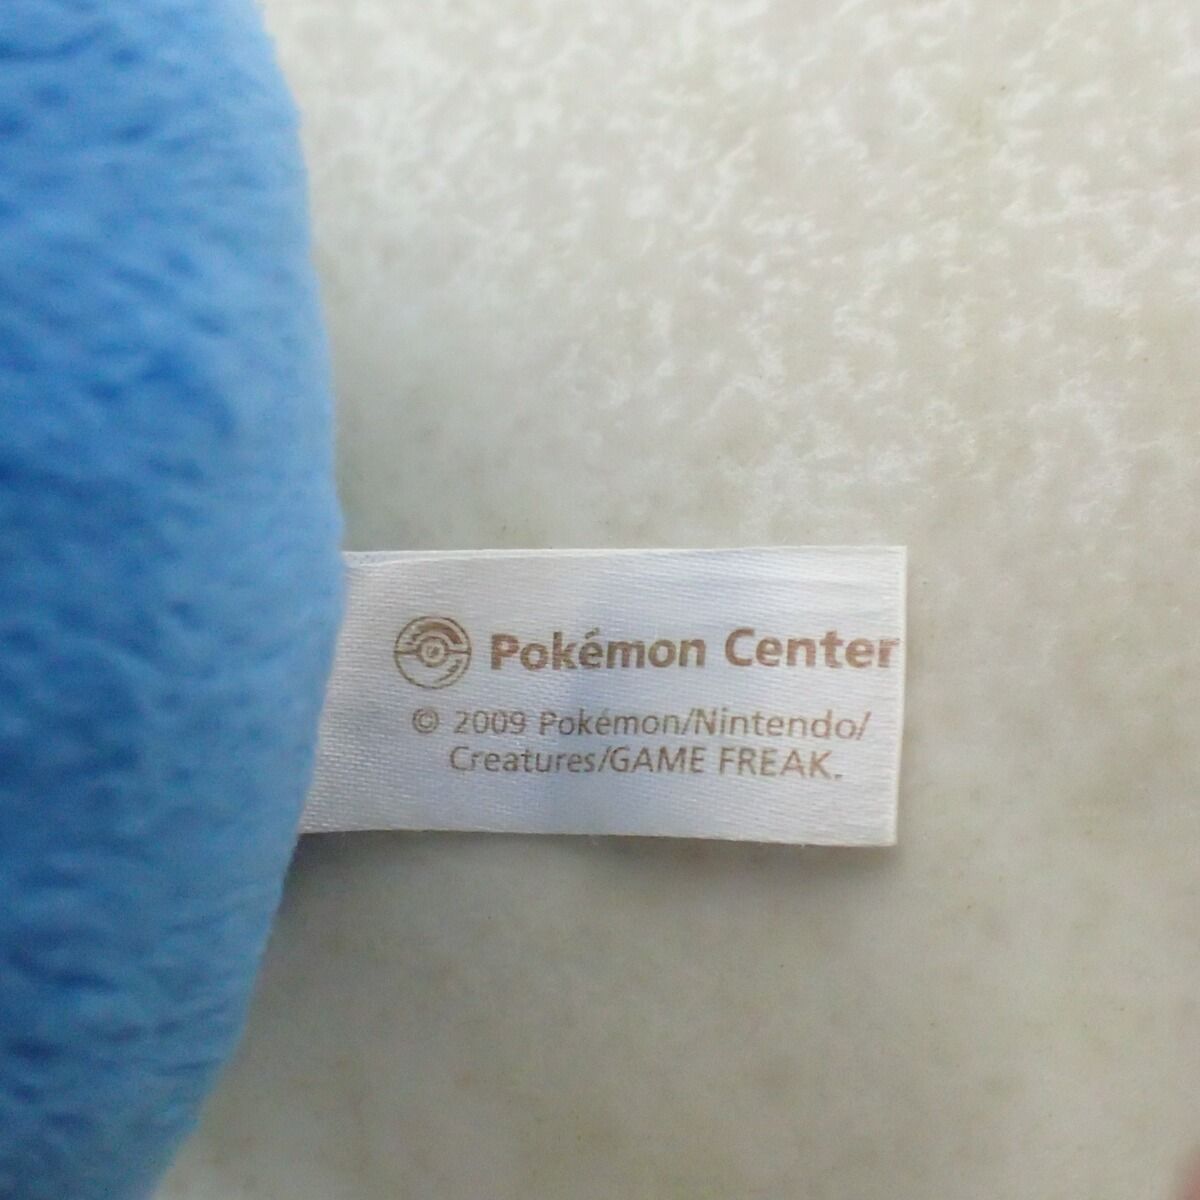 Pokémon Center
© 2009 Pokémon/Nintendo/
Creatures/GAME FREAK.